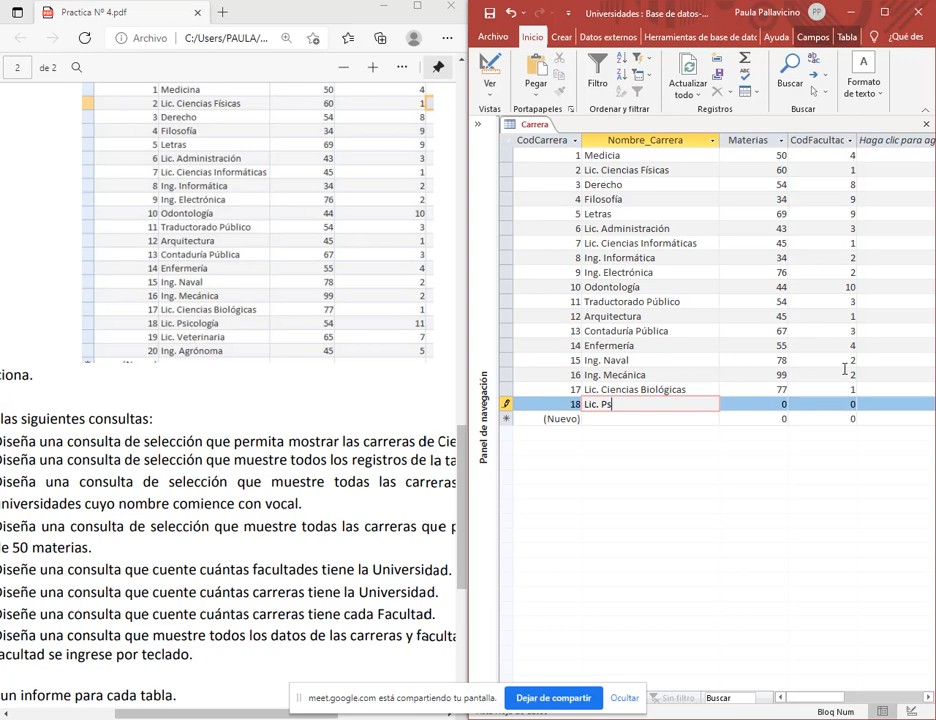 Practica Nº 4.pdf
Archivo C:/Users/PAULA/...
2 de 2
1 Medicina 50 4
2 Lic. Ciencias Físicas 60 1
3 Derecho 54 8
4 Filosofía 34 9
5 Letras 69 9
6 Lic. Administración 43 3
7 Lic. Ciencias Informáticas 45 1
8 Ing. Informática 34 2
9 Ing. Electrónica 76 2
10 Odontología 44 10
11 Traductorado Público 54 3
12 Arquitectura 45 1
13 Contaduría Pública 67 3
14 Enfermería 55 4
15 Ing. Naval 78 2
16 Ing. Mecánica 99 2
17 Lic. Ciencias Biológicas 77 1
18 Lic. Psicología 54 11
19 Lic. Veterinaria 65 7
20 Ing. Agrónoma 45 5
ciona.
las siguientes consultas:
Diseña una consulta de selección que permita mostrar las carreras de Cie
Diseña una consulta de selección que muestre todos los registros de la ta
Diseña una consulta de selección que muestre todas las carreras
universidades cuyo nombre comience con vocal.
Diseña una consulta de selección que muestre todas las carreras que p
de 50 materias.
Diseñe una consulta que cuente cuántas facultades tiene la Universidad.
Diseñe una consulta que cuente cuántas carreras tiene la Universidad.
Diseñe una consulta que cuente cuántas carreras tiene cada Facultad.
Diseña una consulta que muestre todos los datos de las carreras y faculta
facultad se ingrese por teclado.
un informe para cada tabla.
Universidades : Base de datos-... Paula Pallavicino PP
Archivo Inicio Crear Datos externos Herramientas de base de datos Ayuda Campos Tabla ¿Qué des
Ver Pegar Filtrar Actualizar todo Buscar Formato de texto
Vistas Portapapeles Ordenar y filtrar Registros Buscar
Carrera
CodCarrera Nombre_Carrera Materias CodFacultac Haga clic para ag
1 Medicia 50 4
2 Lic. Ciencias Físicas 60 1
3 Derecho 54 8
4 Filosofía 34 9
5 Letras 69 9
6 Lic. Administración 43 3
7 Lic. Ciencias Informáticas 45 1
8 Ing. Informática 34 2
9 Ing. Electrónica 76 2
10 Odontología 44 10
11 Traductorado Público 54 3
12 Arquitectura 45 1
13 Contaduría Pública 67 3
14 Enfermería 55 4
15 Ing. Naval 78 2
16 Ing. Mecánica 99 2
17 Lic. Ciencias Biológicas 77 1
18 Lic. Ps 0 0
(Nuevo) 0 0
Panel de navegación
meet.google.com está compartiendo tu pantalla. Dejar de compartir Ocultar
Sin filtro Buscar
Bloq Num